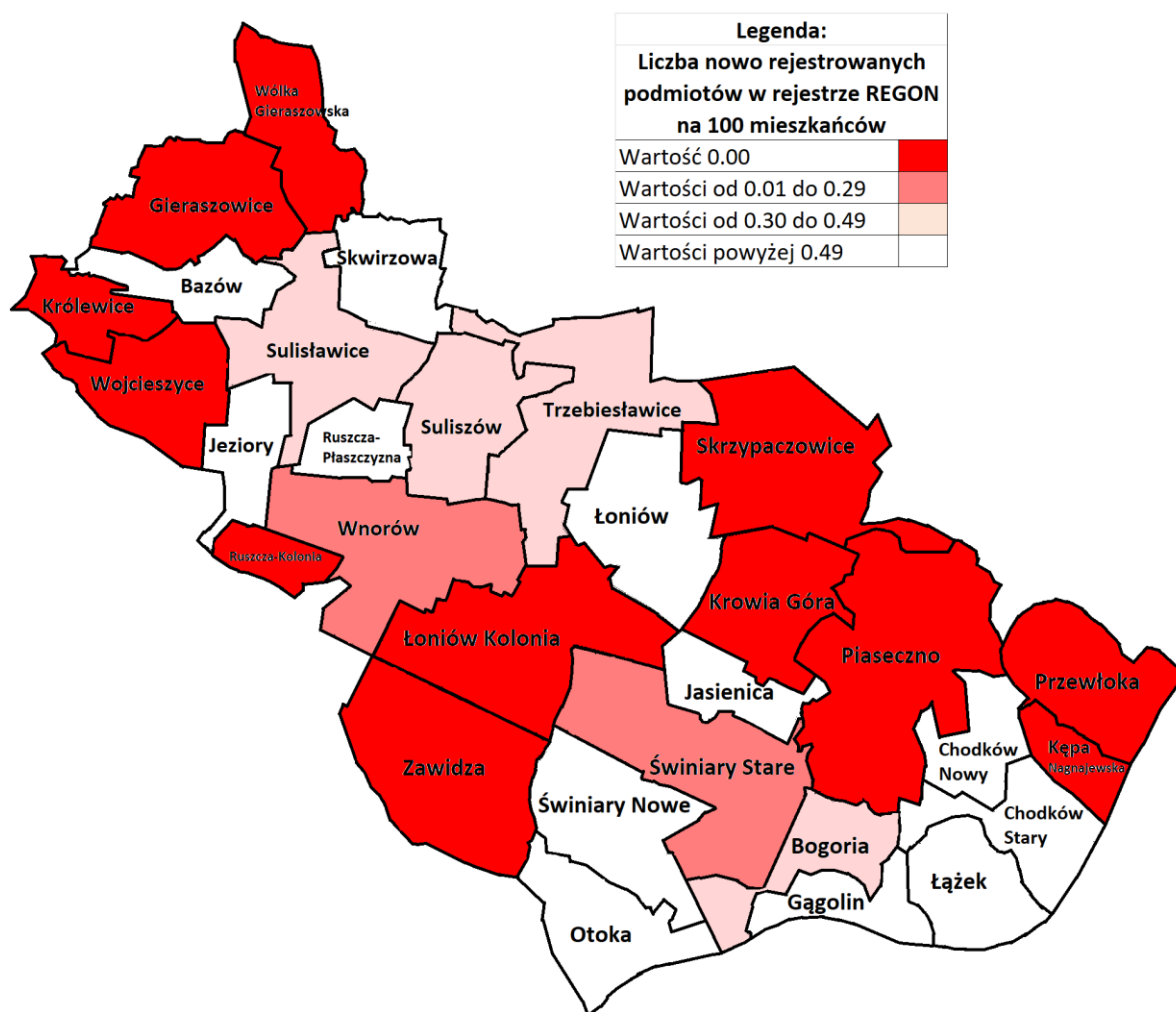 Legenda:
Liczba nowo rejestrowanych
podmiotów w rejestrze REGON
na 100 mieszkańców
Wartość 0.00
Wartości od 0.01 do 0.29
Wartości od 0.30 do 0.49
Wartości powyżej 0.49
Wólka
Gieraszowska
Gieraszowice
Skwirzowa
Bazów
Królewice
Sulisławice
Wojcieszyce
Trzebiesławice
Suliszów
Jeziory
Ruszcza-
Płaszczyzna
Skrzypaczowice
Łoniów
Wnorów
Ruszcza-Kolonia
Krowia Góra
Łoniów Kolonia
Piaseczno
Przewłoka
Jasienica
Zawidza
Świniary Stare
Chodków
Nowy
Kępa
Nagnajewska
Świniary Nowe
Chodków
Stary
Bogoria
Łążek
Gągolin
Otoka